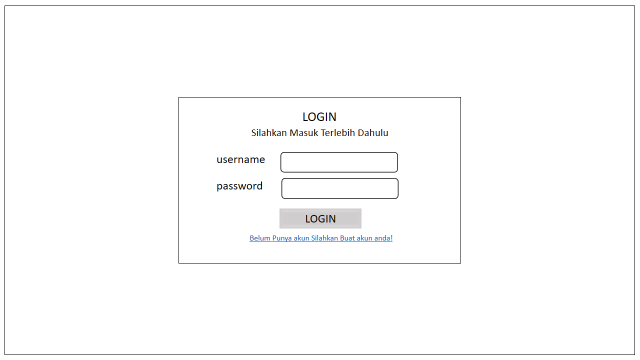 LOGIN
Silahkan Masuk Terlebih Dahulu
username
password
LOGIN
Belum Punya akun Silahkan Buat akun anda!